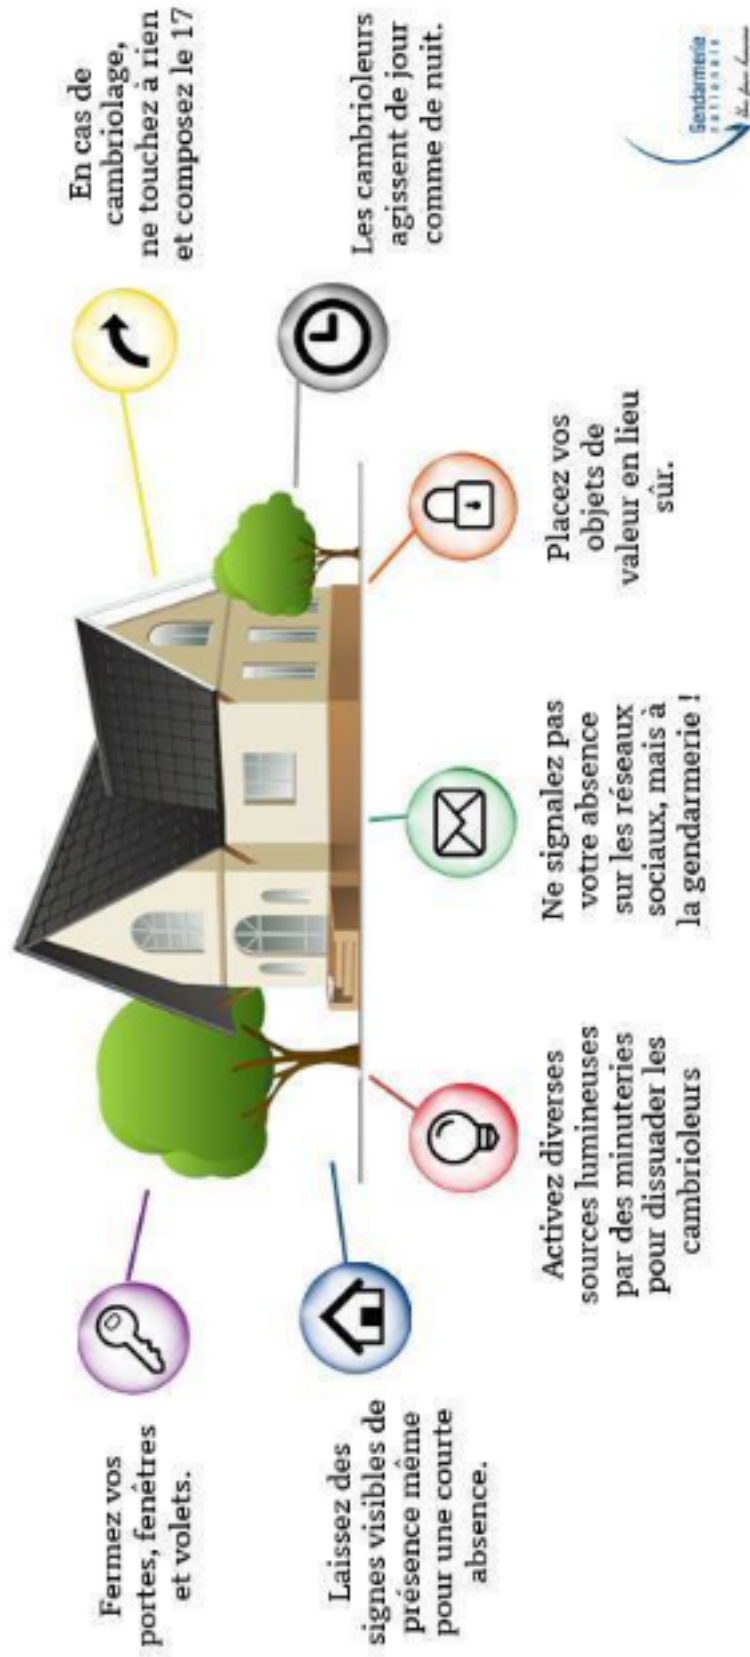 Fermez vos
portes, fenêtres
et volets.
Laissez des
signes visibles de
présence même
pour une courte
absence.
Activez diverses
sources lumineuses
par des minuteries
pour dissuader les
cambrioleurs
Ne signalez pas
votre absence
sur les réseaux
sociaux, mais à
la gendarmerie !
Placez vos
objets de
valeur en lieu
sûr.
Les cambrioleurs
agissent de jour
comme de nuit.
En cas de
cambriolage,
ne touchez à rien
et composez le 17
Gendarmerie
nationale